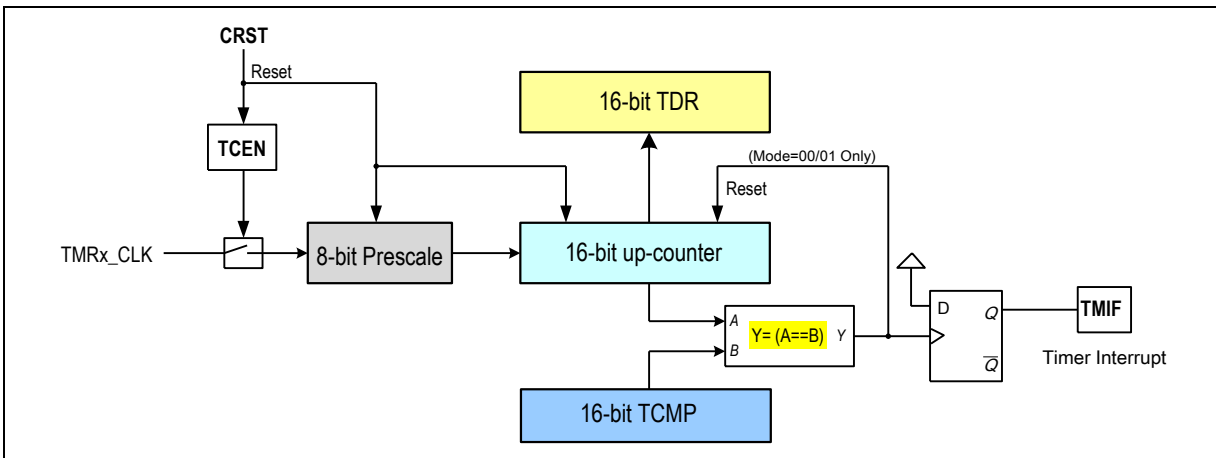 CRST
Reset
16-bit TDR
TCEN
(Mode=00/01 Only)
Reset
TMRx_CLK
8-bit Prescale
16-bit up-counter
A
B
Y= (A==B)
Y
D
Q
Q̅
TMIF
Timer Interrupt
16-bit TCMP